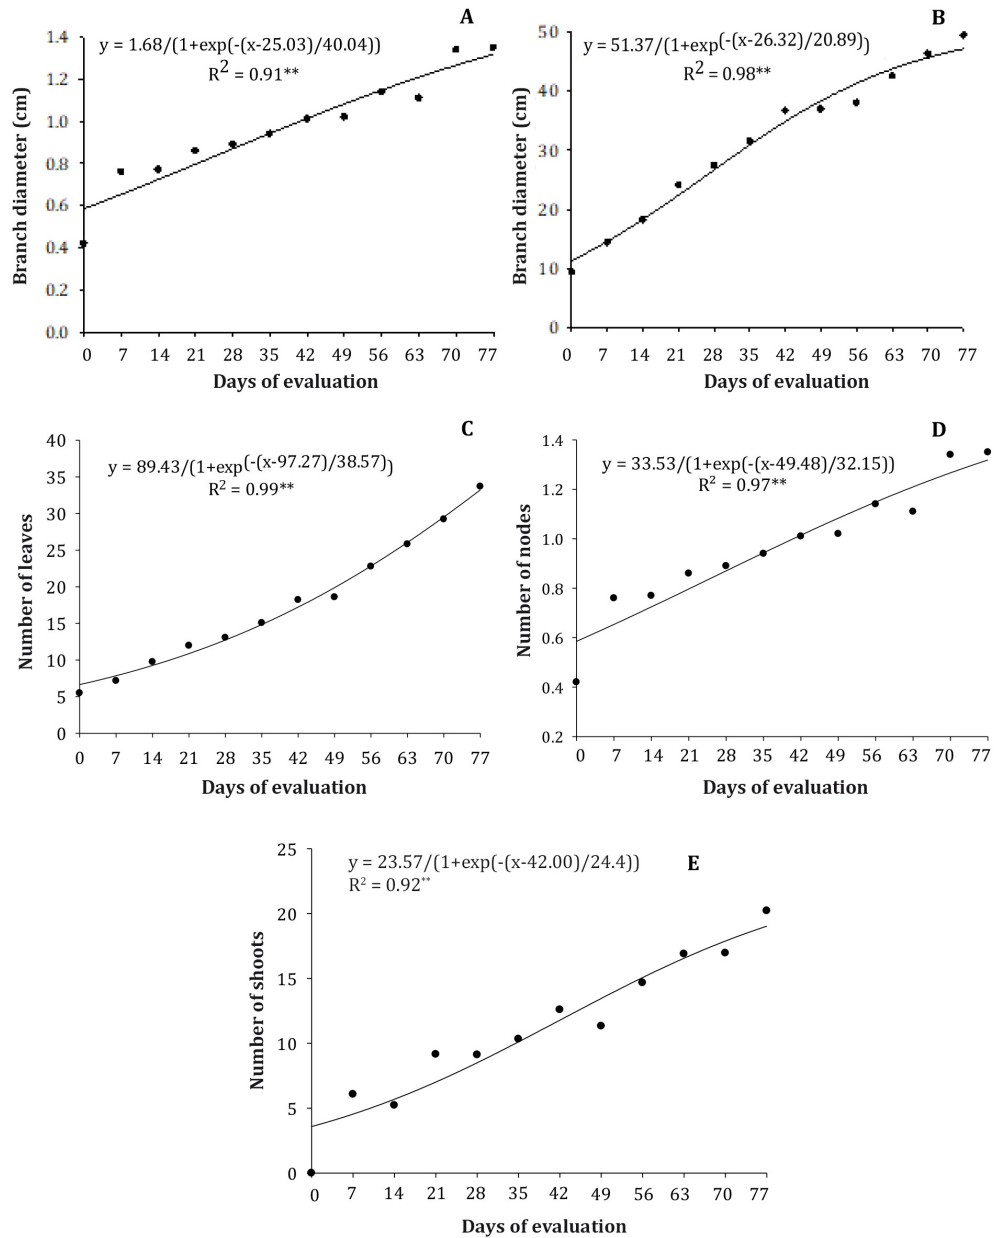 A
y = 1.68/(1+exp(-(x-25.03)/40.04))
R2 = 0.91**
Branch diameter (cm)
1.4
1.2
1.0
0.8
0.6
0.4
0.2
0.0
0 7 14 21 28 35 42 49 56 63 70 77
Days of evaluation
B
y = 51.37/(1+exp(-(x-26.32)/20.89))
R2 = 0.98**
Branch diameter (cm)
50
40
30
20
10
0
0 7 14 21 28 35 42 49 56 63 70 77
Days of evaluation
C
y = 89.43/(1+exp(-(x-97.27)/38.57))
R2 = 0.99**
Number of leaves
40
35
30
25
20
15
10
5
0
0 7 14 21 28 35 42 49 56 63 70 77
Days of evaluation
D
y = 33.53/(1+exp(-(x-49.48)/32.15))
R2 = 0.97**
Number of nodes
1.4
1.2
1.0
0.8
0.6
0.4
0.2
0 7 14 21 28 35 42 49 56 63 70 77
Days of evaluation
E
y = 23.57/(1+exp(-(x-42.00)/24.4))
R2 = 0.92**
Number of shoots
25
20
15
10
5
0
0 7 14 21 28 35 42 49 56 63 70 77
Days of evaluation